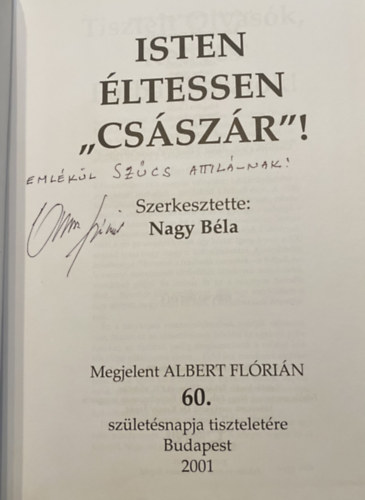 ISTEN
ÉLTESSEN
„CSÁSZÁR”!
EMLÉKÜL SZŰCS ATTILÁ-NAK!
Szerkesztette:
Nagy Béla
Megjelent ALBERT FLÓRIÁN
60.
születésnapja tiszteletére
Budapest
2001